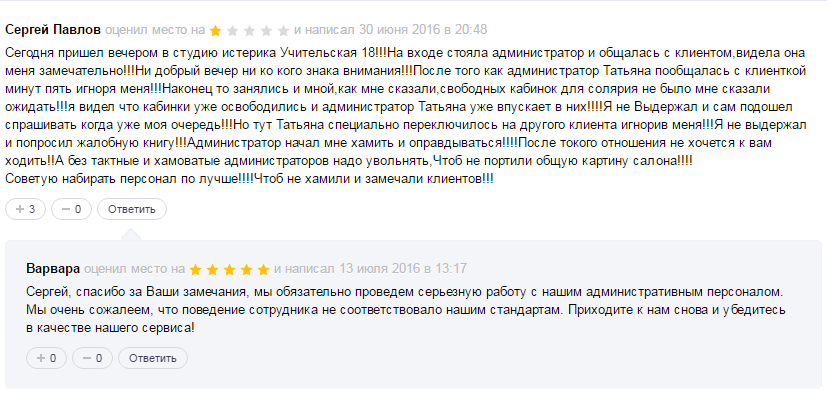 Сергей Павлов оценил место на и написал 30 июня 2016 в 20:48
Сегодня пришел вечером в студию истерика Учительская 18!!!На входе стояла администратор и общалась с клиентом,видела она
меня замечательно!!!Ни добрый вечер ни ко кого знака внимания!!!После того как администратор Татьяна пообщалась с клиенткой
минут пять игноря меня!!!Наконец то занялись и мной,как мне сказали,свободных кабинок для солярия не было мне сказали
ожидать!!!я видел что кабинки уже освободились и администратор Татьяна уже впускает в них!!!!Я не Выдержал и сам подошел
спрашивать когда уже моя очередь!!!Но тут Татьяна специально переключилось на другого клиента игнорив меня!!!Я не выдержал
и попросил жалобную книгу!!!Администратор начал мне хамить и оправдываться!!!!После токого отношения не хочется к вам
ходить!!А без тактные и хамоватые администраторов надо увольнять,Чтоб не портили общую картину салона!!!!
Советую набирать персонал по лучше!!!!Чтоб не хамили и замечали клиентов!!!
+ 3 − 0 Ответить
Варвара оценил место на и написал 13 июля 2016 в 13:17
Сергей, спасибо за Ваши замечания, мы обязательно проведем серьезную работу с нашим административным персоналом.
Мы очень сожалеем, что поведение сотрудника не соответствовало нашим стандартам. Приходите к нам снова и убедитесь
в качестве нашего сервиса!
+ 0 − 0 Ответить